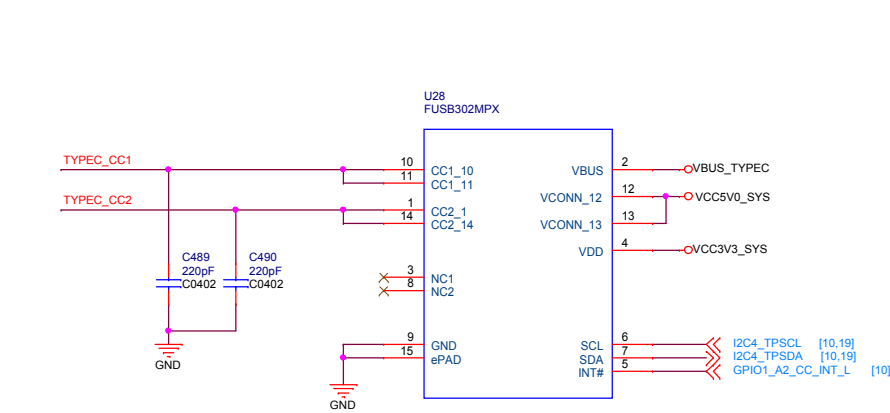 U28
FUSB302MPX
TYPEC_CC1
10
CC1_10
11
CC1_11
TYPEC_CC2
1
CC2_1
14
CC2_14
VBUS
2
VBUS_TYPEC
VCONN_12
12
VCC5V0_SYS
VCONN_13
13
VDD
4
VCC3V3_SYS
C489
220pF
C0402
C490
220pF
C0402
3
NC1
8
NC2
9
GND
15
ePAD
SCL
6
I2C4_TPSCL [10,19]
SDA
7
I2C4_TPSDA [10,19]
INT#
5
GPIO1_A2_CC_INT_L [10]
GND
GND